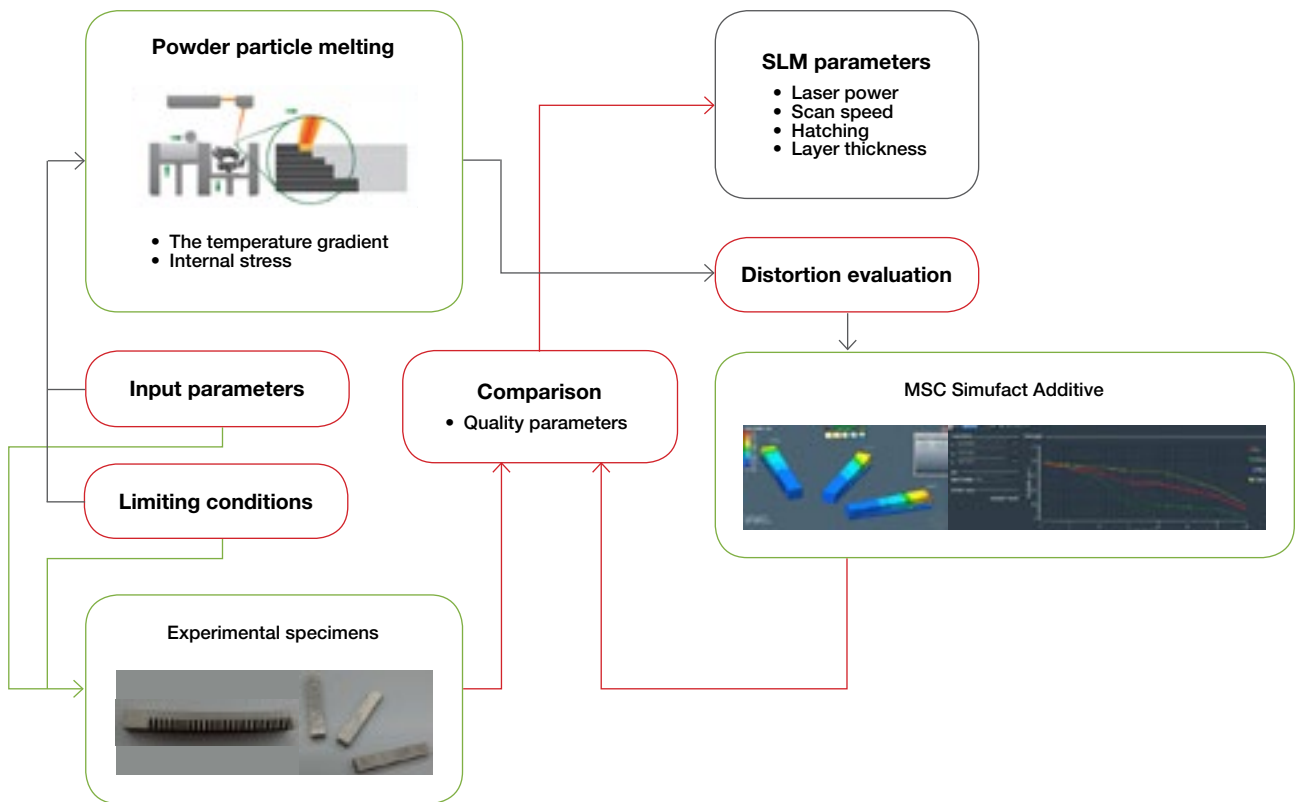 Powder particle melting
• The temperature gradient
• Internal stress
SLM parameters
• Laser power
• Scan speed
• Hatching
• Layer thickness
Distortion evaluation
Input parameters
Comparison
• Quality parameters
MSC Simufact Additive
Limiting conditions
Experimental specimens